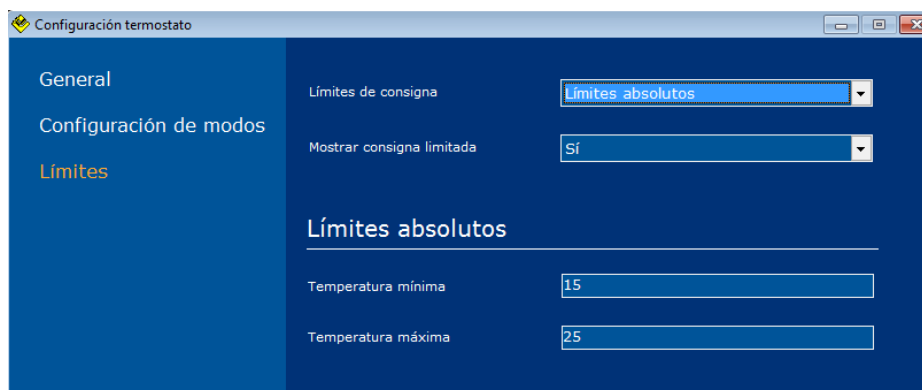 Configuración termostato
General
Configuración de modos
Límites
Límites de consigna
Límites absolutos
Mostrar consigna limitada
Sí
Límites absolutos
Temperatura mínima
15
Temperatura máxima
25